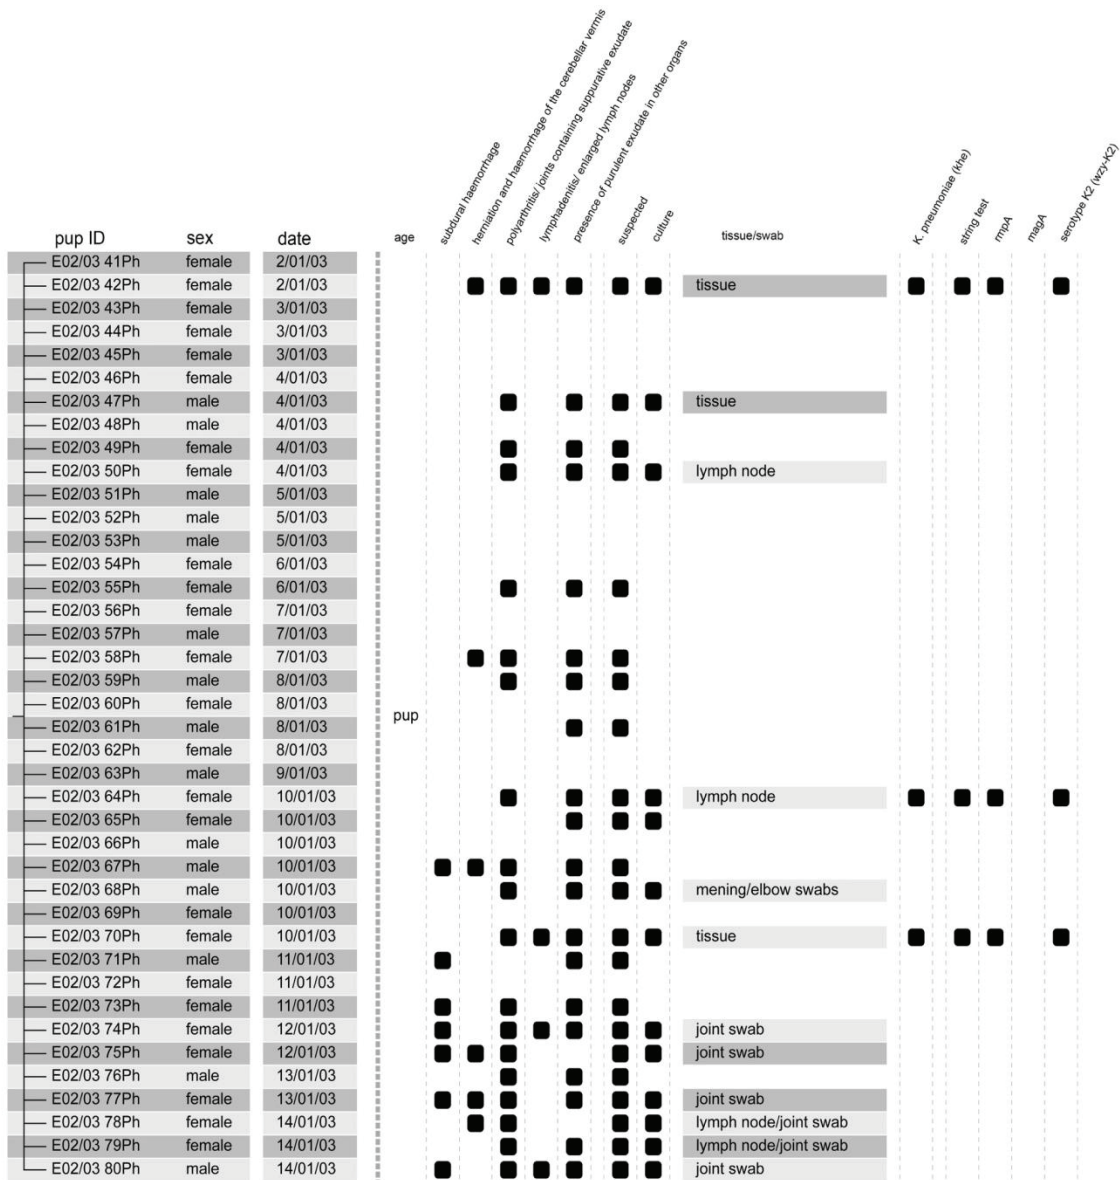 subdural haemorrhage
herniation and haemorrhage of the cerebellar vermis
polyarthritis/ joints containing suppurative exudate
lymphadenitis/ enlarged lymph nodes
presence of purulent exudate in other organs
suspected
culture
K. pneumoniae (khe)
string test
rmpA
magA
serotype K2 (wzy-K2)
pup ID sex date age tissue/swab
E02/03 41Ph female 2/01/03
E02/03 42Ph female 2/01/03 tissue
E02/03 43Ph female 3/01/03
E02/03 44Ph female 3/01/03
E02/03 45Ph female 3/01/03
E02/03 46Ph female 4/01/03
E02/03 47Ph male 4/01/03 tissue
E02/03 48Ph male 4/01/03
E02/03 49Ph female 4/01/03
E02/03 50Ph female 4/01/03 lymph node
E02/03 51Ph male 5/01/03
E02/03 52Ph male 5/01/03
E02/03 53Ph male 5/01/03
E02/03 54Ph female 6/01/03
E02/03 55Ph female 6/01/03
E02/03 56Ph female 7/01/03
E02/03 57Ph male 7/01/03
E02/03 58Ph female 7/01/03
E02/03 59Ph male 8/01/03
E02/03 60Ph female 8/01/03
pup
E02/03 61Ph male 8/01/03
E02/03 62Ph female 8/01/03
E02/03 63Ph male 9/01/03
E02/03 64Ph female 10/01/03 lymph node
E02/03 65Ph female 10/01/03
E02/03 66Ph male 10/01/03
E02/03 67Ph male 10/01/03
E02/03 68Ph male 10/01/03 mening/elbow swabs
E02/03 69Ph female 10/01/03
E02/03 70Ph female 10/01/03 tissue
E02/03 71Ph male 11/01/03
E02/03 72Ph female 11/01/03
E02/03 73Ph female 11/01/03
E02/03 74Ph female 12/01/03 joint swab
E02/03 75Ph female 12/01/03 joint swab
E02/03 76Ph male 13/01/03
E02/03 77Ph female 13/01/03 joint swab
E02/03 78Ph female 14/01/03 lymph node/joint swab
E02/03 79Ph female 14/01/03 lymph node/joint swab
E02/03 80Ph male 14/01/03 joint swab